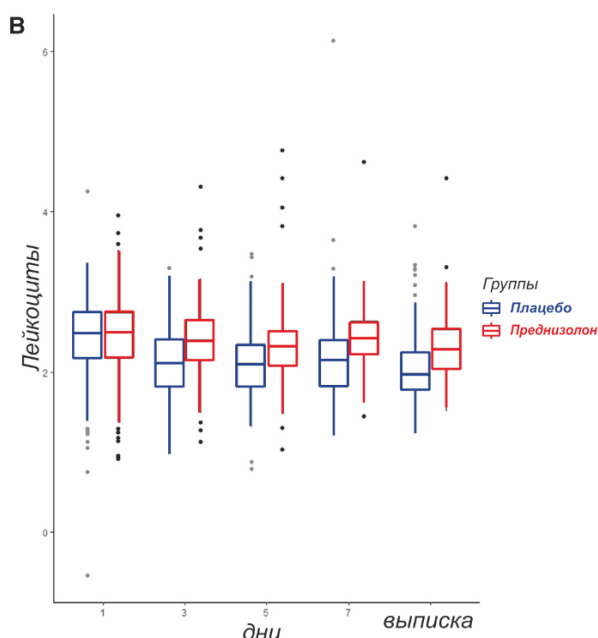 B
6
4
Лейкоциты
2
0
1 3 5 7 выписка
дни
Группы
Плацебо
Преднизолон